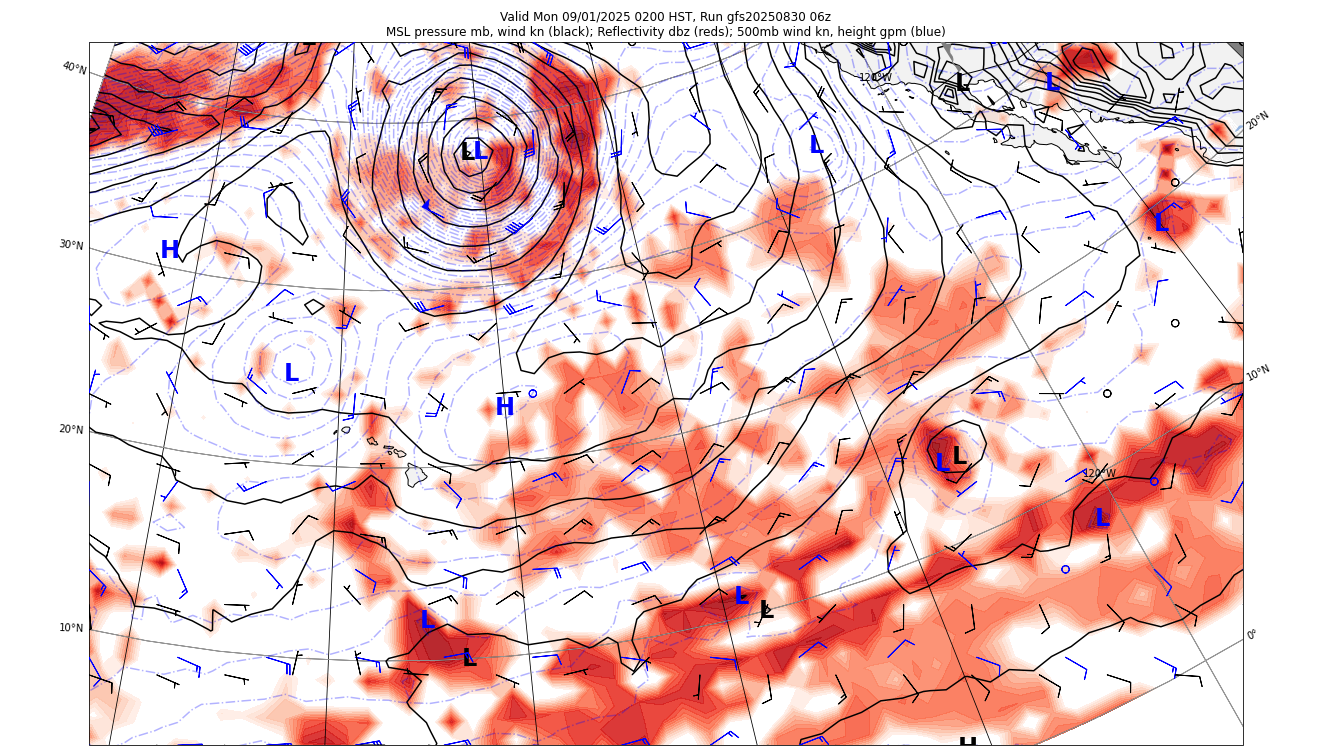 Valid Mon 09/01/2025 0200 HST, Run gfs20250830 06z
MSL pressure mb, wind kn (black); Reflectivity dbz (reds); 500mb wind kn, height gpm (blue)
40°N
120°W
L
L
20°N
L
L
L
L
H
30°N
L
10°N
L
H
20°N
L
L
120°W
L
L
L
L
10°N
0°
L
H